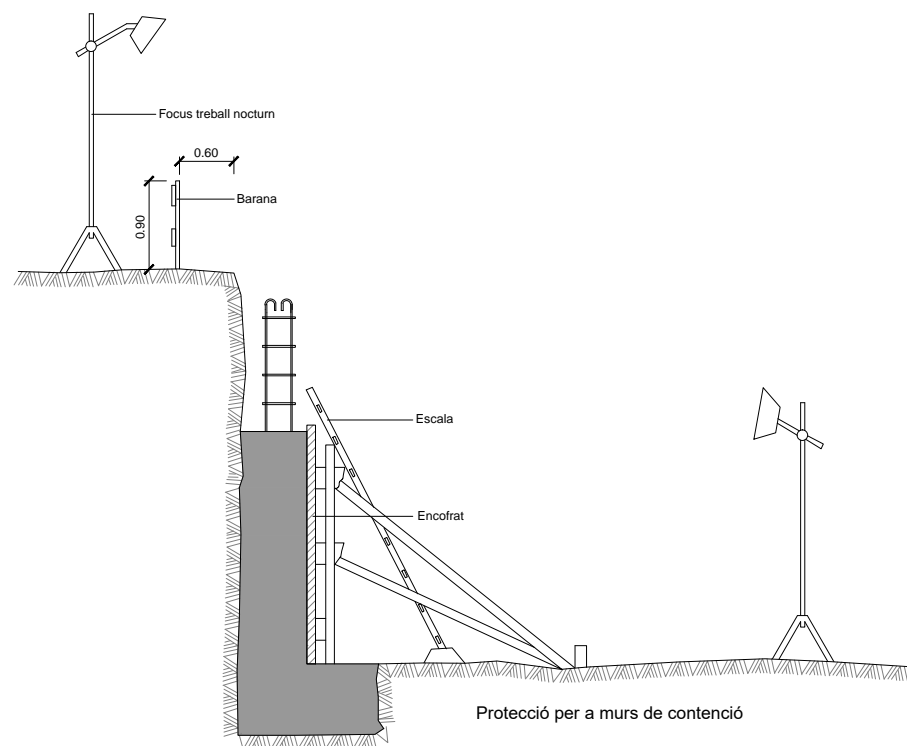 Focus treball nocturn
0.60
Barana
0.90
Escala
Encofrat
Protecció per a murs de contenció